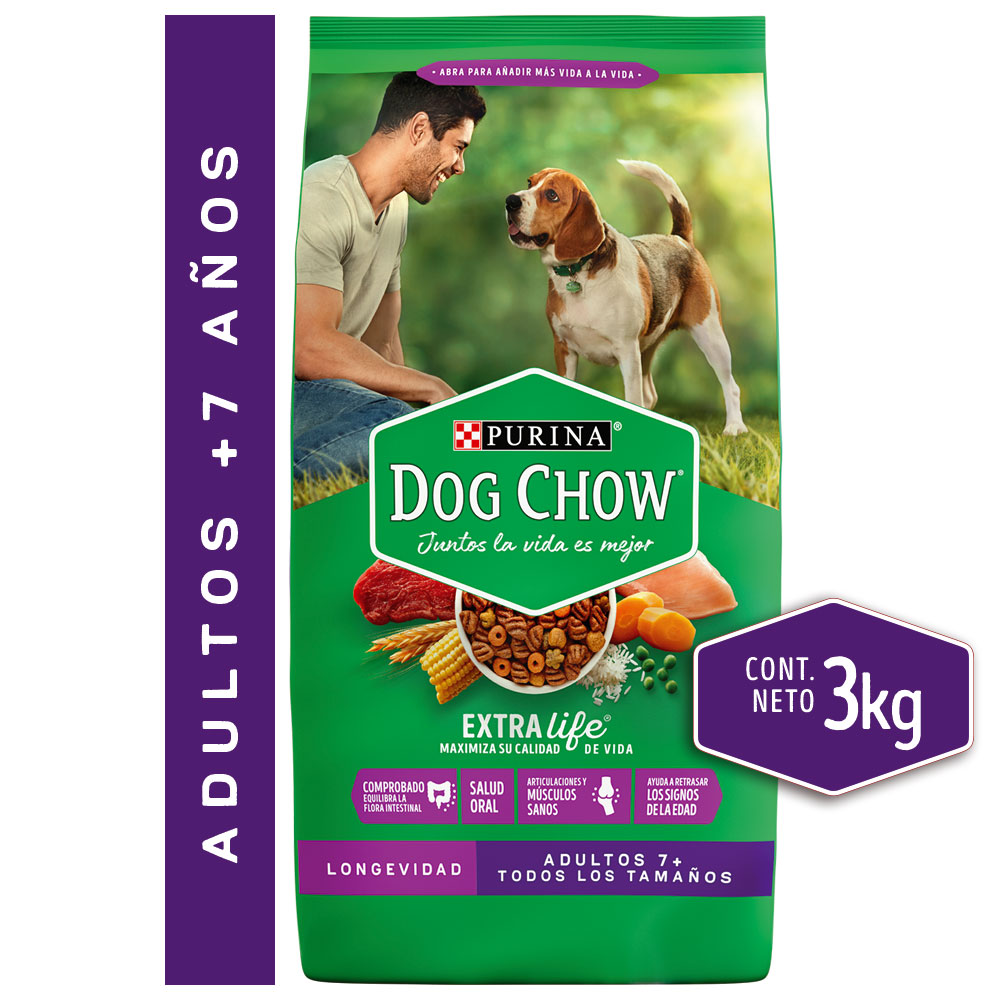 ADULTOS +7 AÑOS
• ABRA PARA AÑADIR MÁS VIDA A LA VIDA •
PURINA®
DOG CHOW®
Juntos la vida es mejor
CONT.
NETO 3kg
EXTRA life®
MAXIMIZA SU CALIDAD DE VIDA
COMPROBADO
EQUILIBRA LA
FLORA INTESTINAL
SALUD
ORAL
ARTICULACIONES Y
MÚSCULOS
SANOS
AYUDA A RETRASAR
LOS SIGNOS
DE LA EDAD
LONGEVIDAD
ADULTOS 7+
TODOS LOS TAMAÑOS